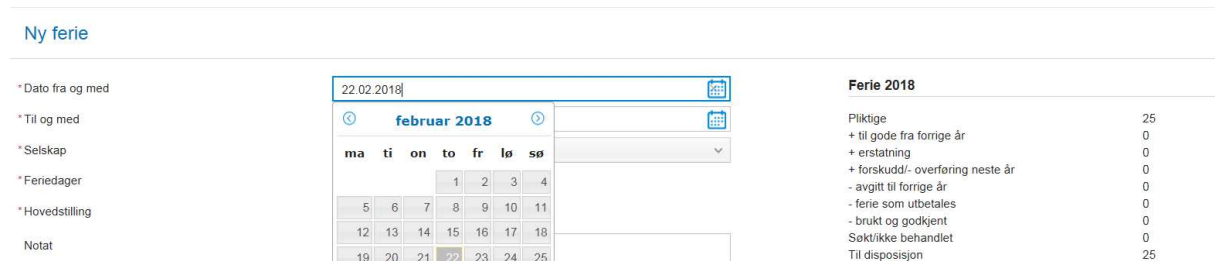 Ny ferie
*Dato fra og med
22.02.2018
*Til og med
*Selskap
*Feriedager
*Hovedstilling
Notat
februar 2018
ma ti on to fr lø sø
1 2 3 4
5 6 7 8 9 10 11
12 13 14 15 16 17 18
19 20 21 22 23 24 25
Ferie 2018
Pliktige 25
+ til gode fra forrige år 0
+ erstatning 0
+ forskudd/- overføring neste år 0
- avgitt til forrige år 0
- ferie som utbetales 0
- brukt og godkjent 0
Søkt/ikke behandlet 0
Til disposisjon 25